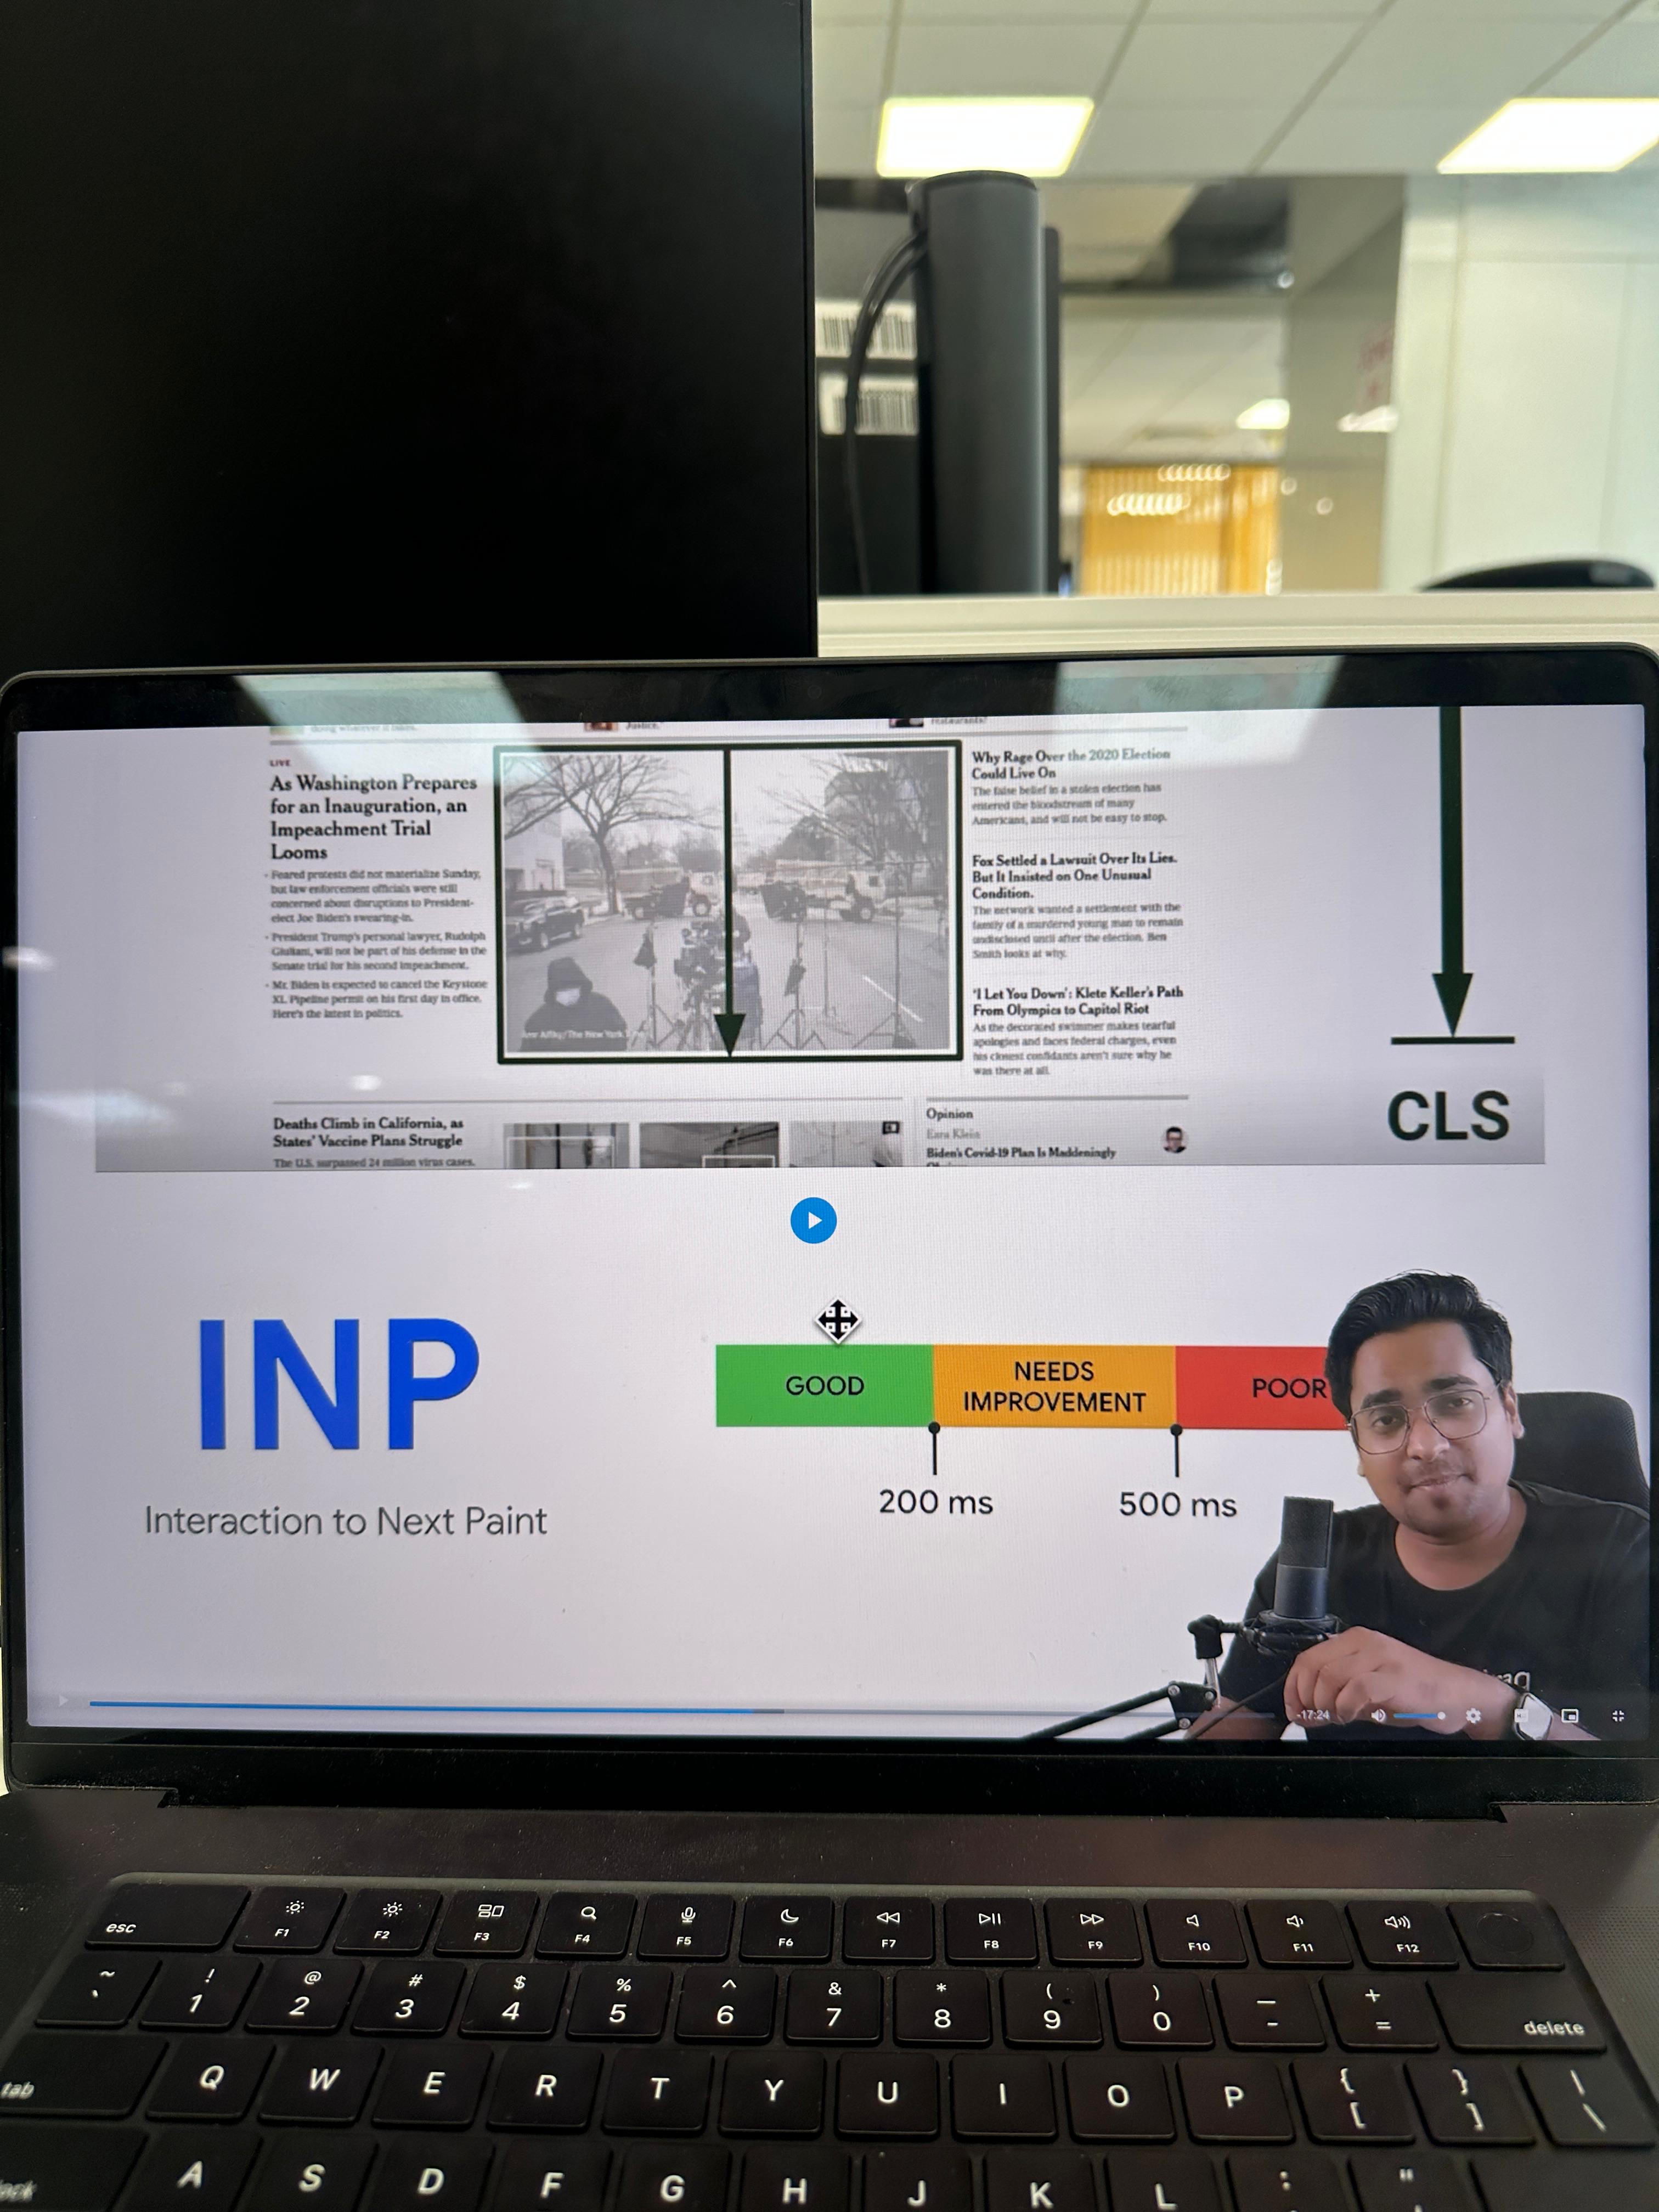 doing wherever it takes.
Justice.
restaurants?
LIVE
As Washington Prepares
for an Inauguration, an
Impeachment Trial
Looms
• Feared protests did not materialize Sunday,
but law enforcement officials were still
concerned about disruptions to President-
elect Joe Biden's swearing-in.
• President Trump's personal lawyer, Rudolph
Giuliani, will not be part of his defense in the
Senate trial for his second impeachment.
• Mr. Biden is expected to cancel the Keystone
XL Pipeline permit on his first day in office.
Here's the latest in politics.
/The New York
Why Rage Over the 2020 Election
Could Live On
The false belief in a stolen election has
entered the bloodstream of many
Americans, and will not be easy to stop.
Fox Settled a Lawsuit Over Its Lies.
But It Insisted on One Unusual
Condition.
The network wanted a settlement with the
family of a murdered young man to remain
undisclosed until after the election. Ben
Smith looks at why.
'I Let You Down': Klete Keller's Path
From Olympics to Capitol Riot
As the decorated swimmer makes tearful
apologies and faces federal charges, even
his closest confidants aren't sure why he
was there at all.
Deaths Climb in California, as
States' Vaccine Plans Struggle
The U.S. surpassed 24 million virus cases.
Opinion
Ezra Klein
Biden's Covid-19 Plan Is Maddeningly
CLS
INP
Interaction to Next Paint
GOOD
NEEDS
IMPROVEMENT
POOR
200 ms
500 ms
-17:24
esc F1 F2 F3 F4 F5 F6 F7 F8 F9 F10 F11 F12
~ ! @ # $ % ^ & * ( ) — +
` 1 2 3 4 5 6 7 8 9 0 - = delete
tab Q W E R T Y U I O P { [ } ] | \
lock A S D F G H J K L : ; "